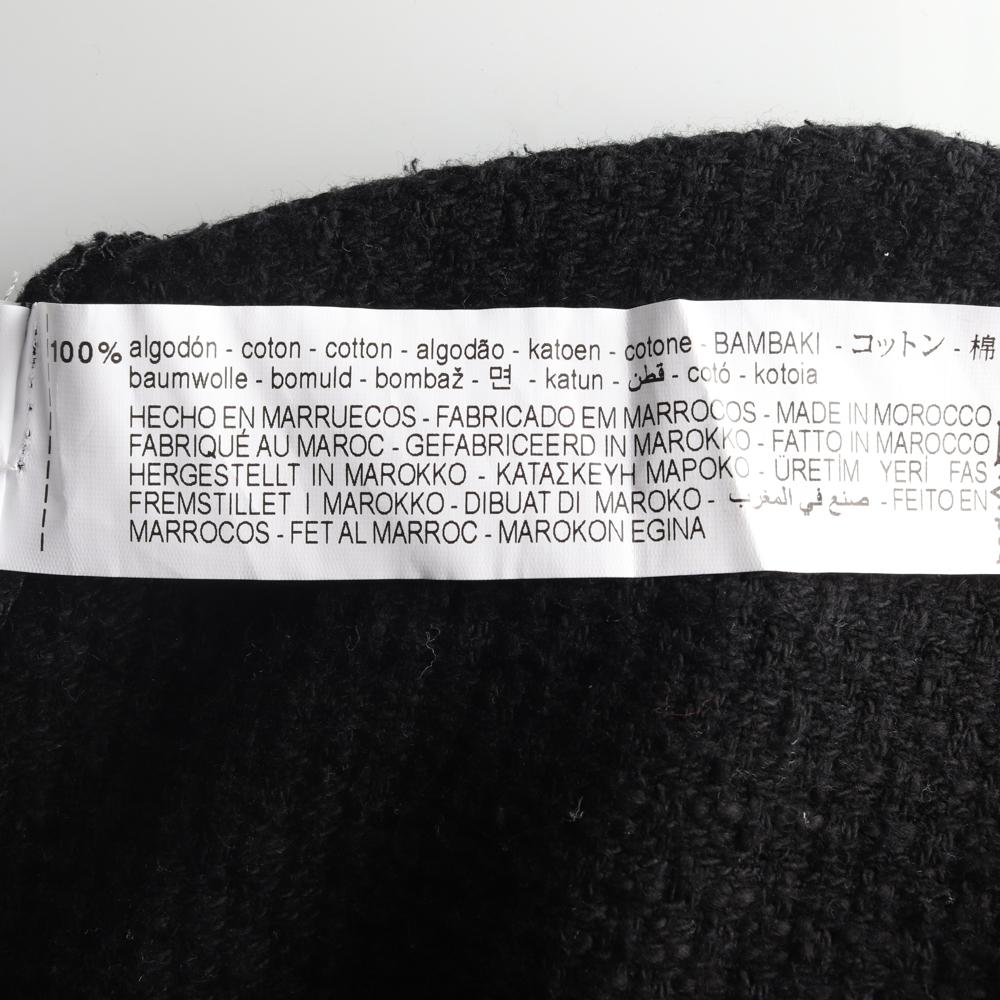 100% algodón - coton - cotton - algodão - katoen - cotone - BAMBAKI - コットン - 棉
baumwolle - bomuld - bombaž - 면 - katun - قطن - cotó - kotoia
HECHO EN MARRUECOS - FABRICADO EM MARROCOS - MADE IN MOROCCO
FABRIQUÉ AU MAROC - GEFABRICEERD IN MAROKKO - FATTO IN MAROCCO
HERGESTELLT IN MAROKKO - ΚΑΤΑΣΚΕΥΗ ΜΑΡΟΚΟ - ÜRETİM YERİ FAS
FREMSTILLET I MAROKKO - DIBUAT DI MAROKO - صنع في المغرب - FEITO EN
MARROCOS - FET AL MARROC - MAROKON EGINA